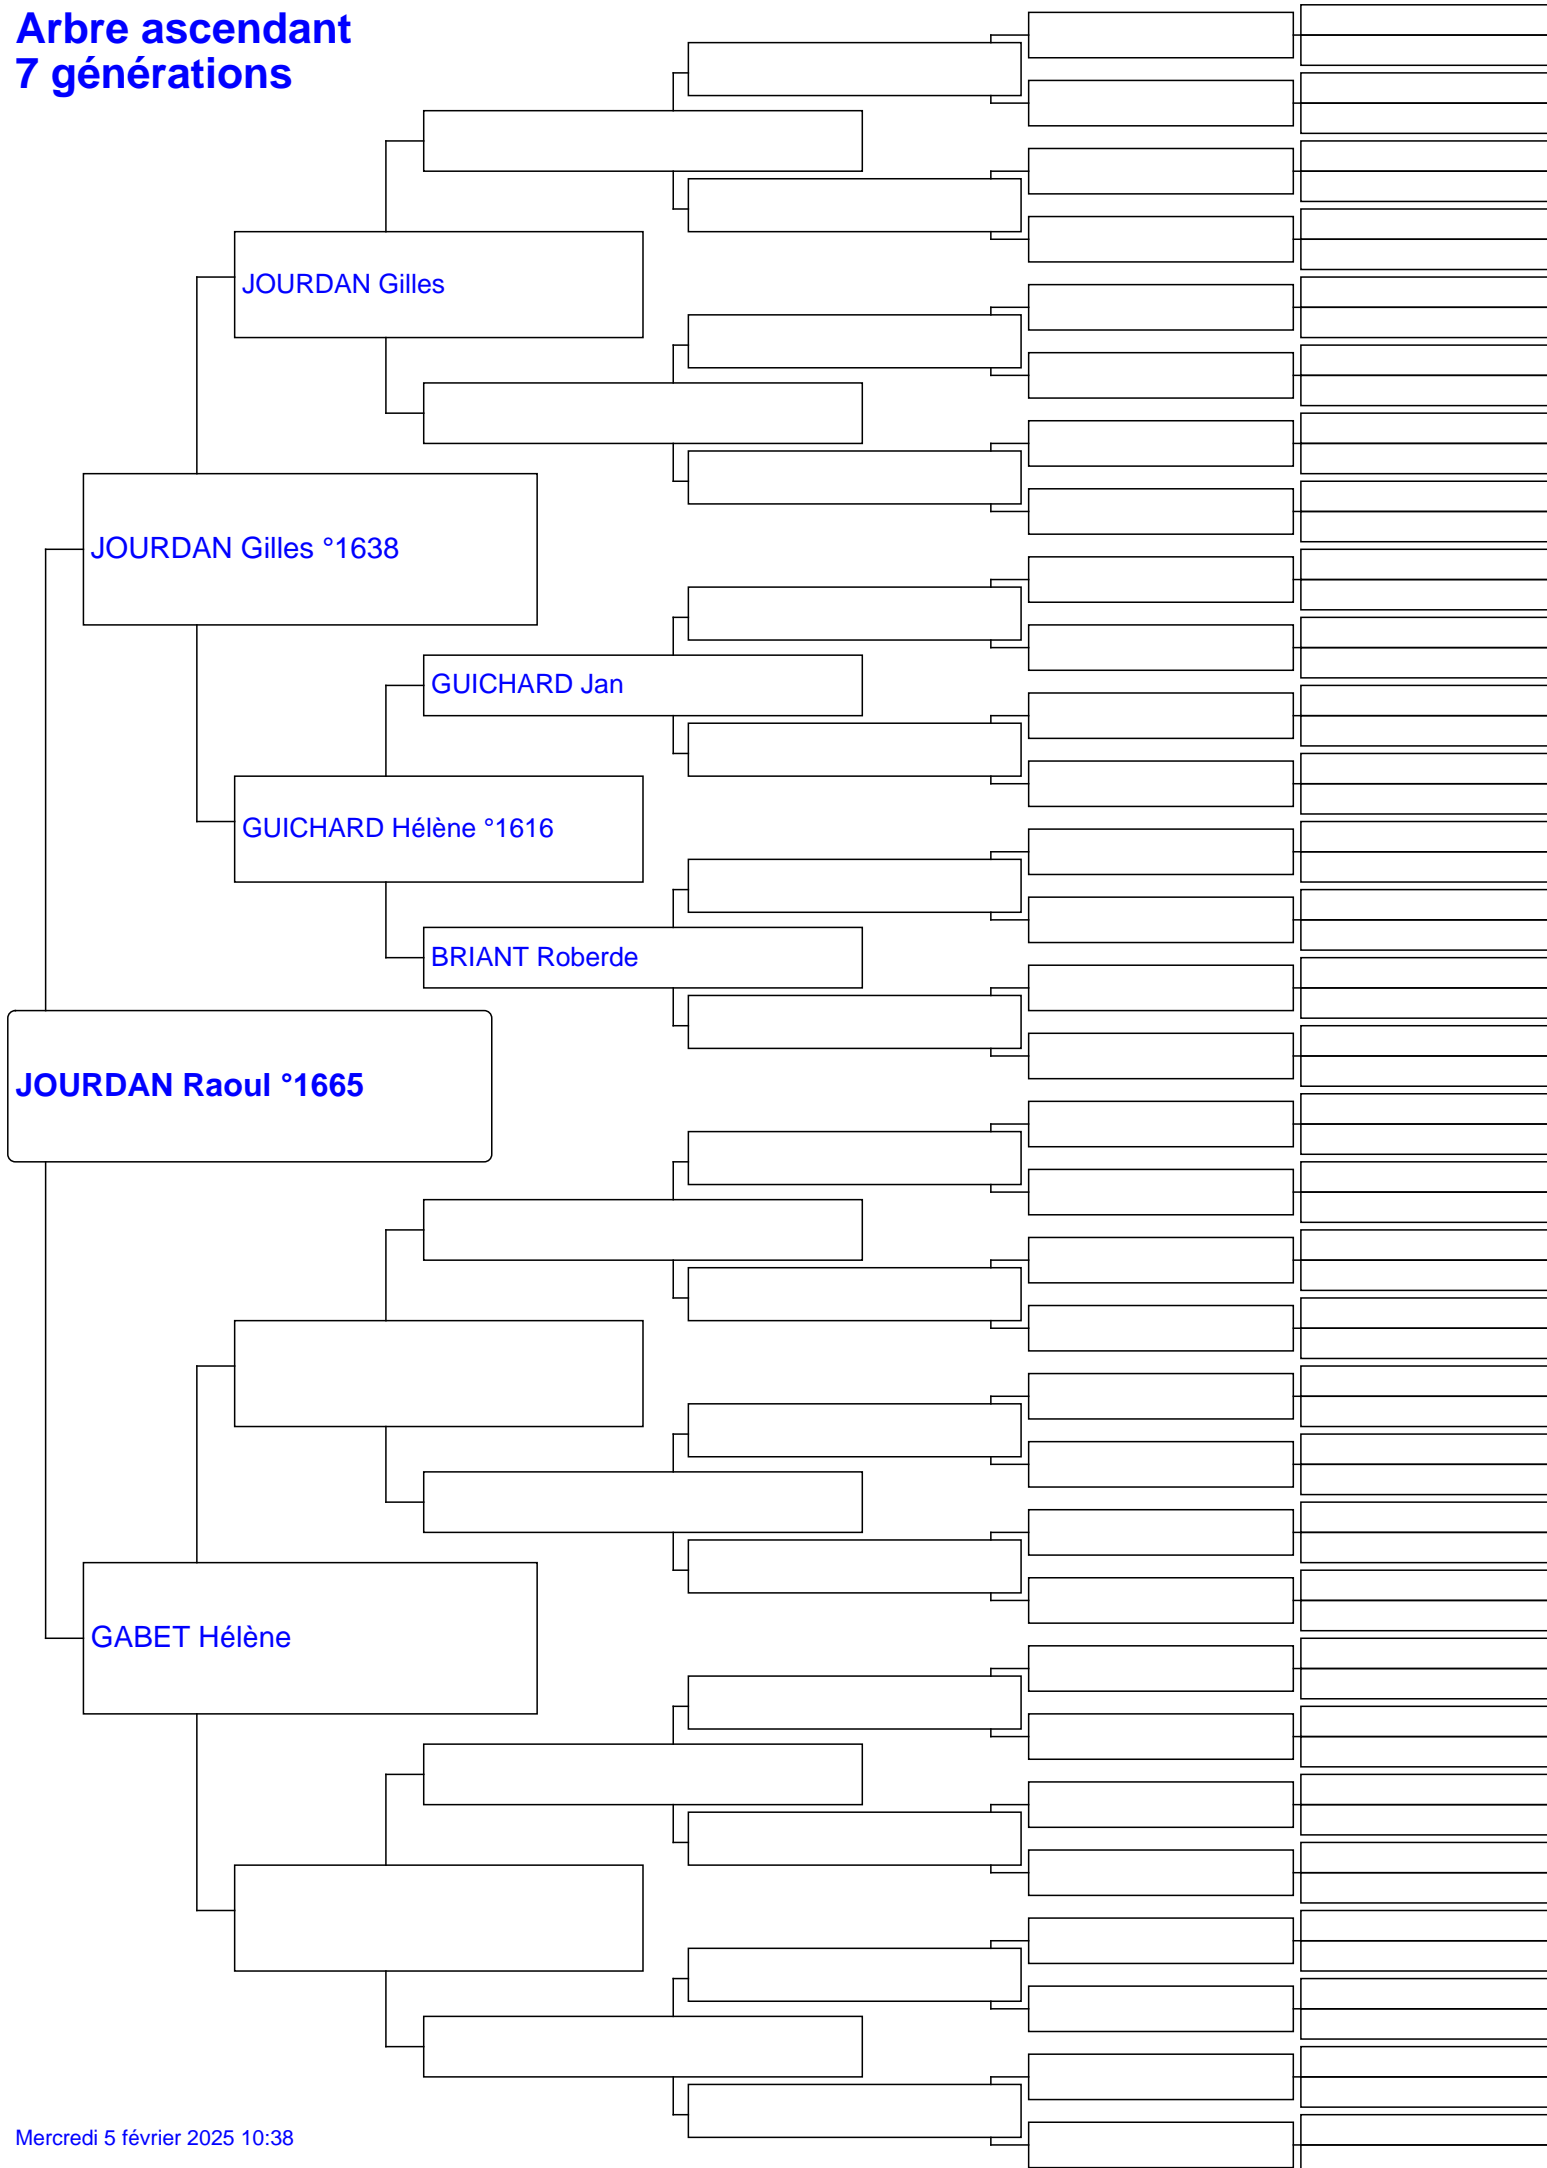 Arbre ascendant
7 générations
JOURDAN Gilles
JOURDAN Gilles °1638
GUICHARD Jan
GUICHARD Hélène °1616
BRIANT Roberde
JOURDAN Raoul °1665
GABET Hélène
Mercredi 5 février 2025 10:38